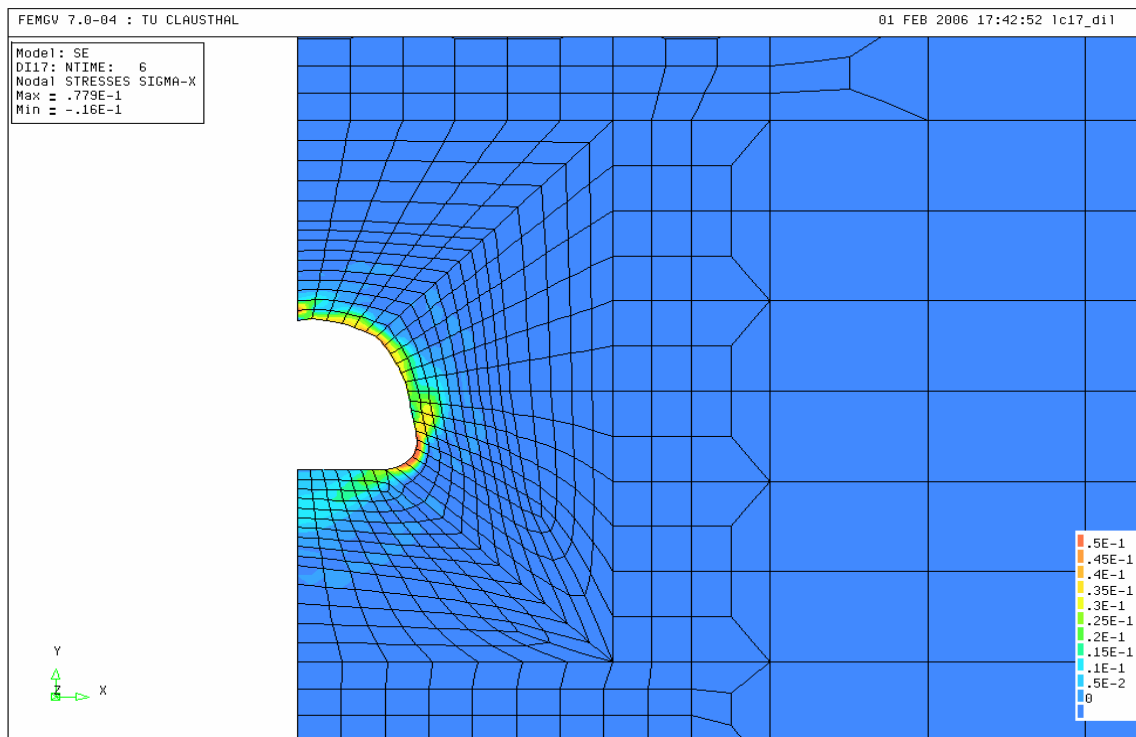 FEMGV 7.0-04 : TU CLAUSTHAL 01 FEB 2006 17:42:52 lc17_dil
Model: SE
DI17: NTIME: 6
Nodal STRESSES SIGMA-X
Max = .779E-1
Min = -.16E-1
.5E-1
.45E-1
.4E-1
.35E-1
.3E-1
.25E-1
.2E-1
.15E-1
.1E-1
.5E-2
0
Y
Z X